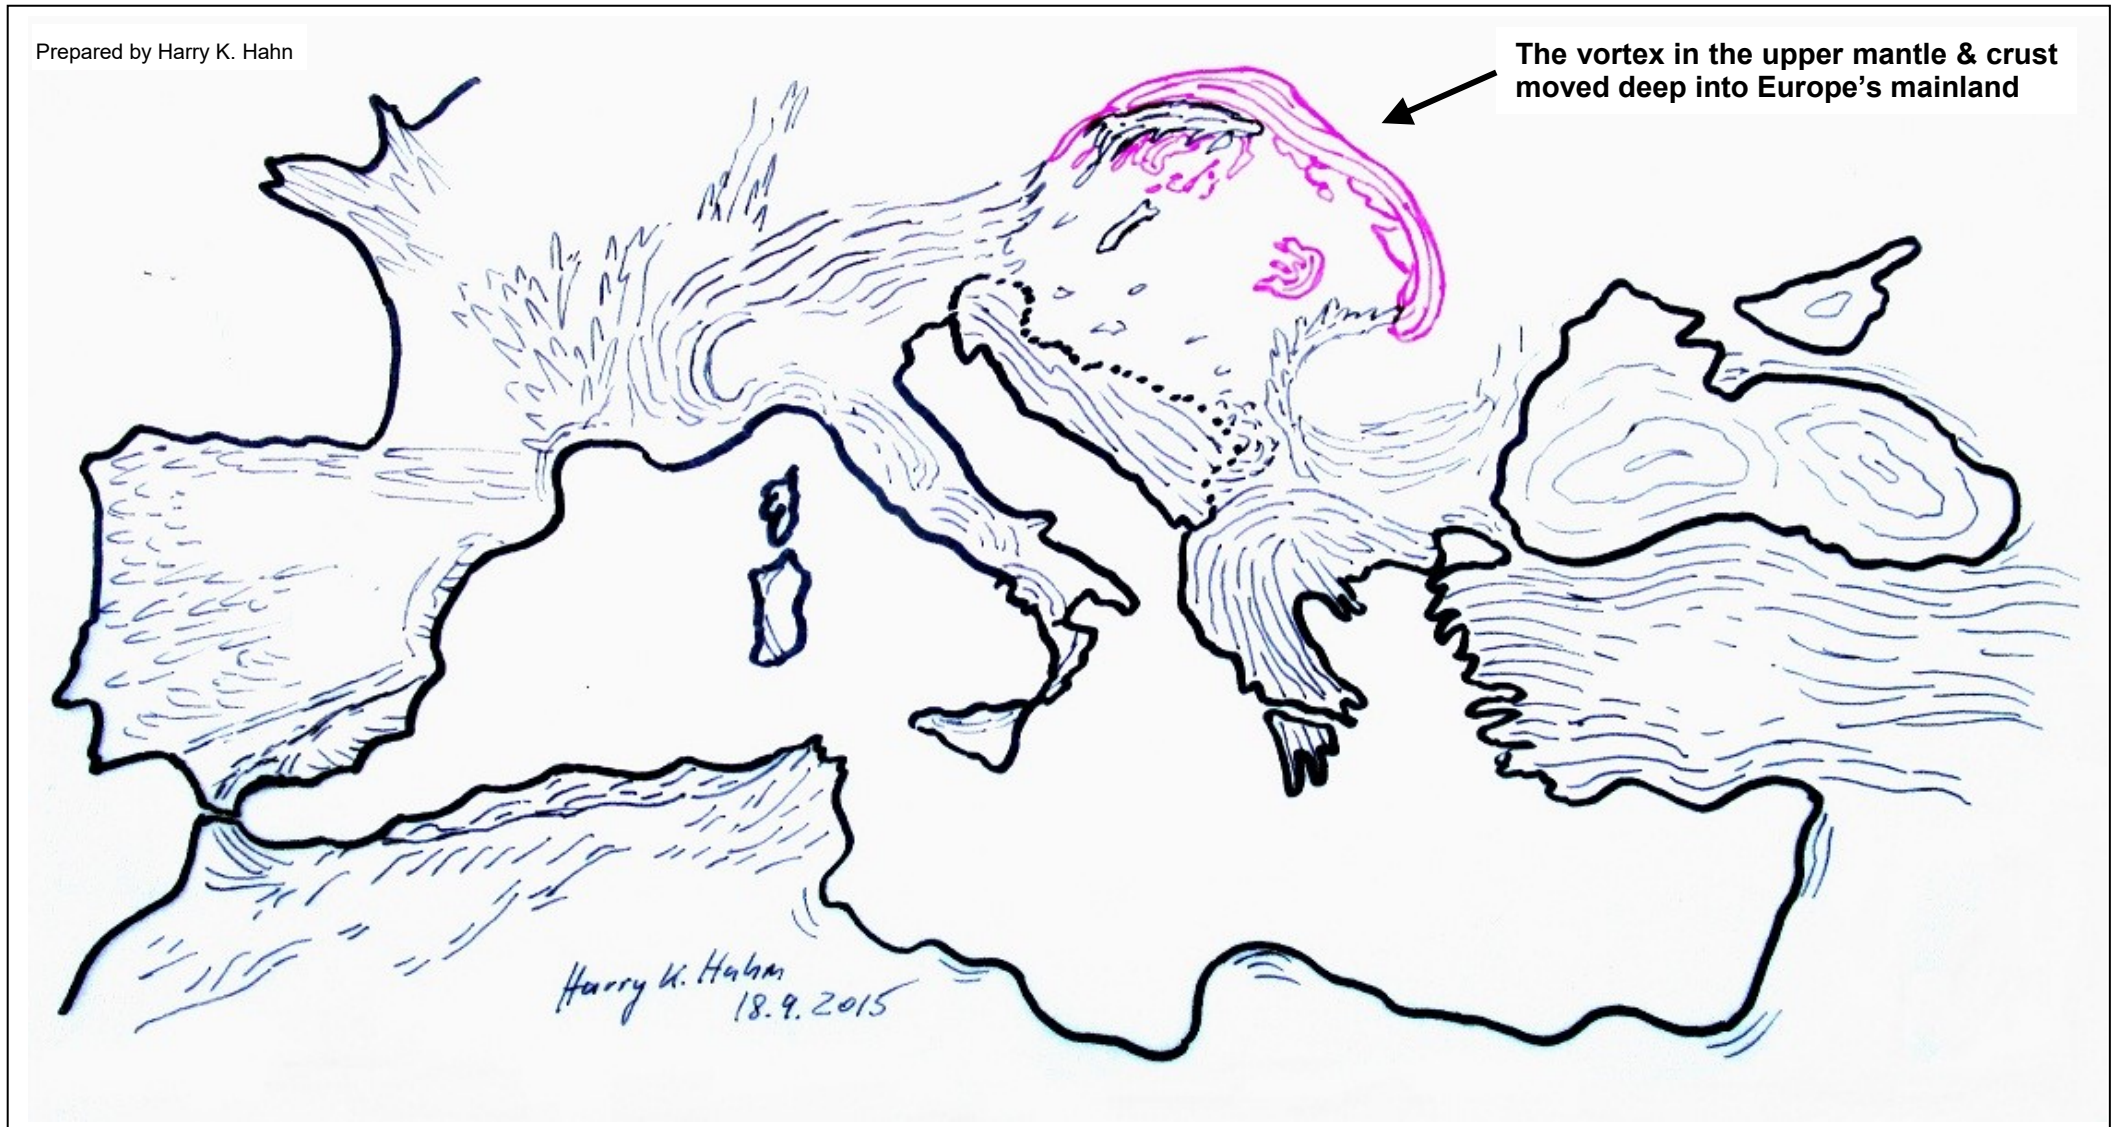 Prepared by Harry K. Hahn
The vortex in the upper mantle & crust
moved deep into Europe’s mainland
Harry K. Hahn
18.9.2015